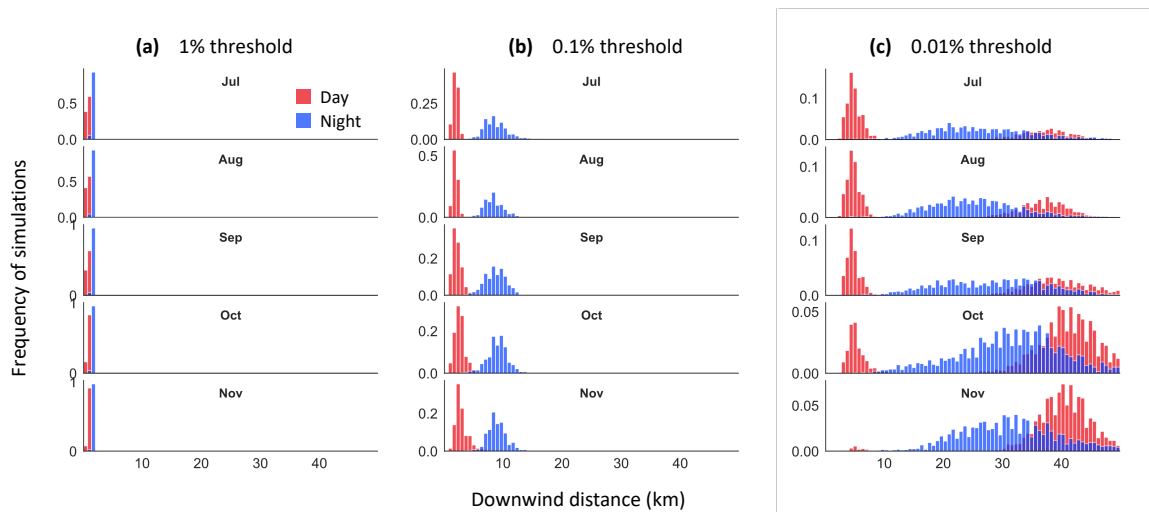 (a) 1% threshold
(b) 0.1% threshold
(c) 0.01% threshold
Frequency of simulations
Jul
0.5
0.0
Day
Night
Aug
0.5
0.0
Sep
1
0
Oct
1
0
Nov
1
0
10 20 30 40
Jul
0.25
0.00
Aug
0.5
0.0
Sep
0.2
0.0
Oct
0.2
0.0
Nov
0.2
0.0
10 20 30 40
Jul
0.1
0.0
Aug
0.1
0.0
Sep
0.1
0.0
Oct
0.05
0.00
Nov
0.05
0.00
10 20 30 40
Downwind distance (km)